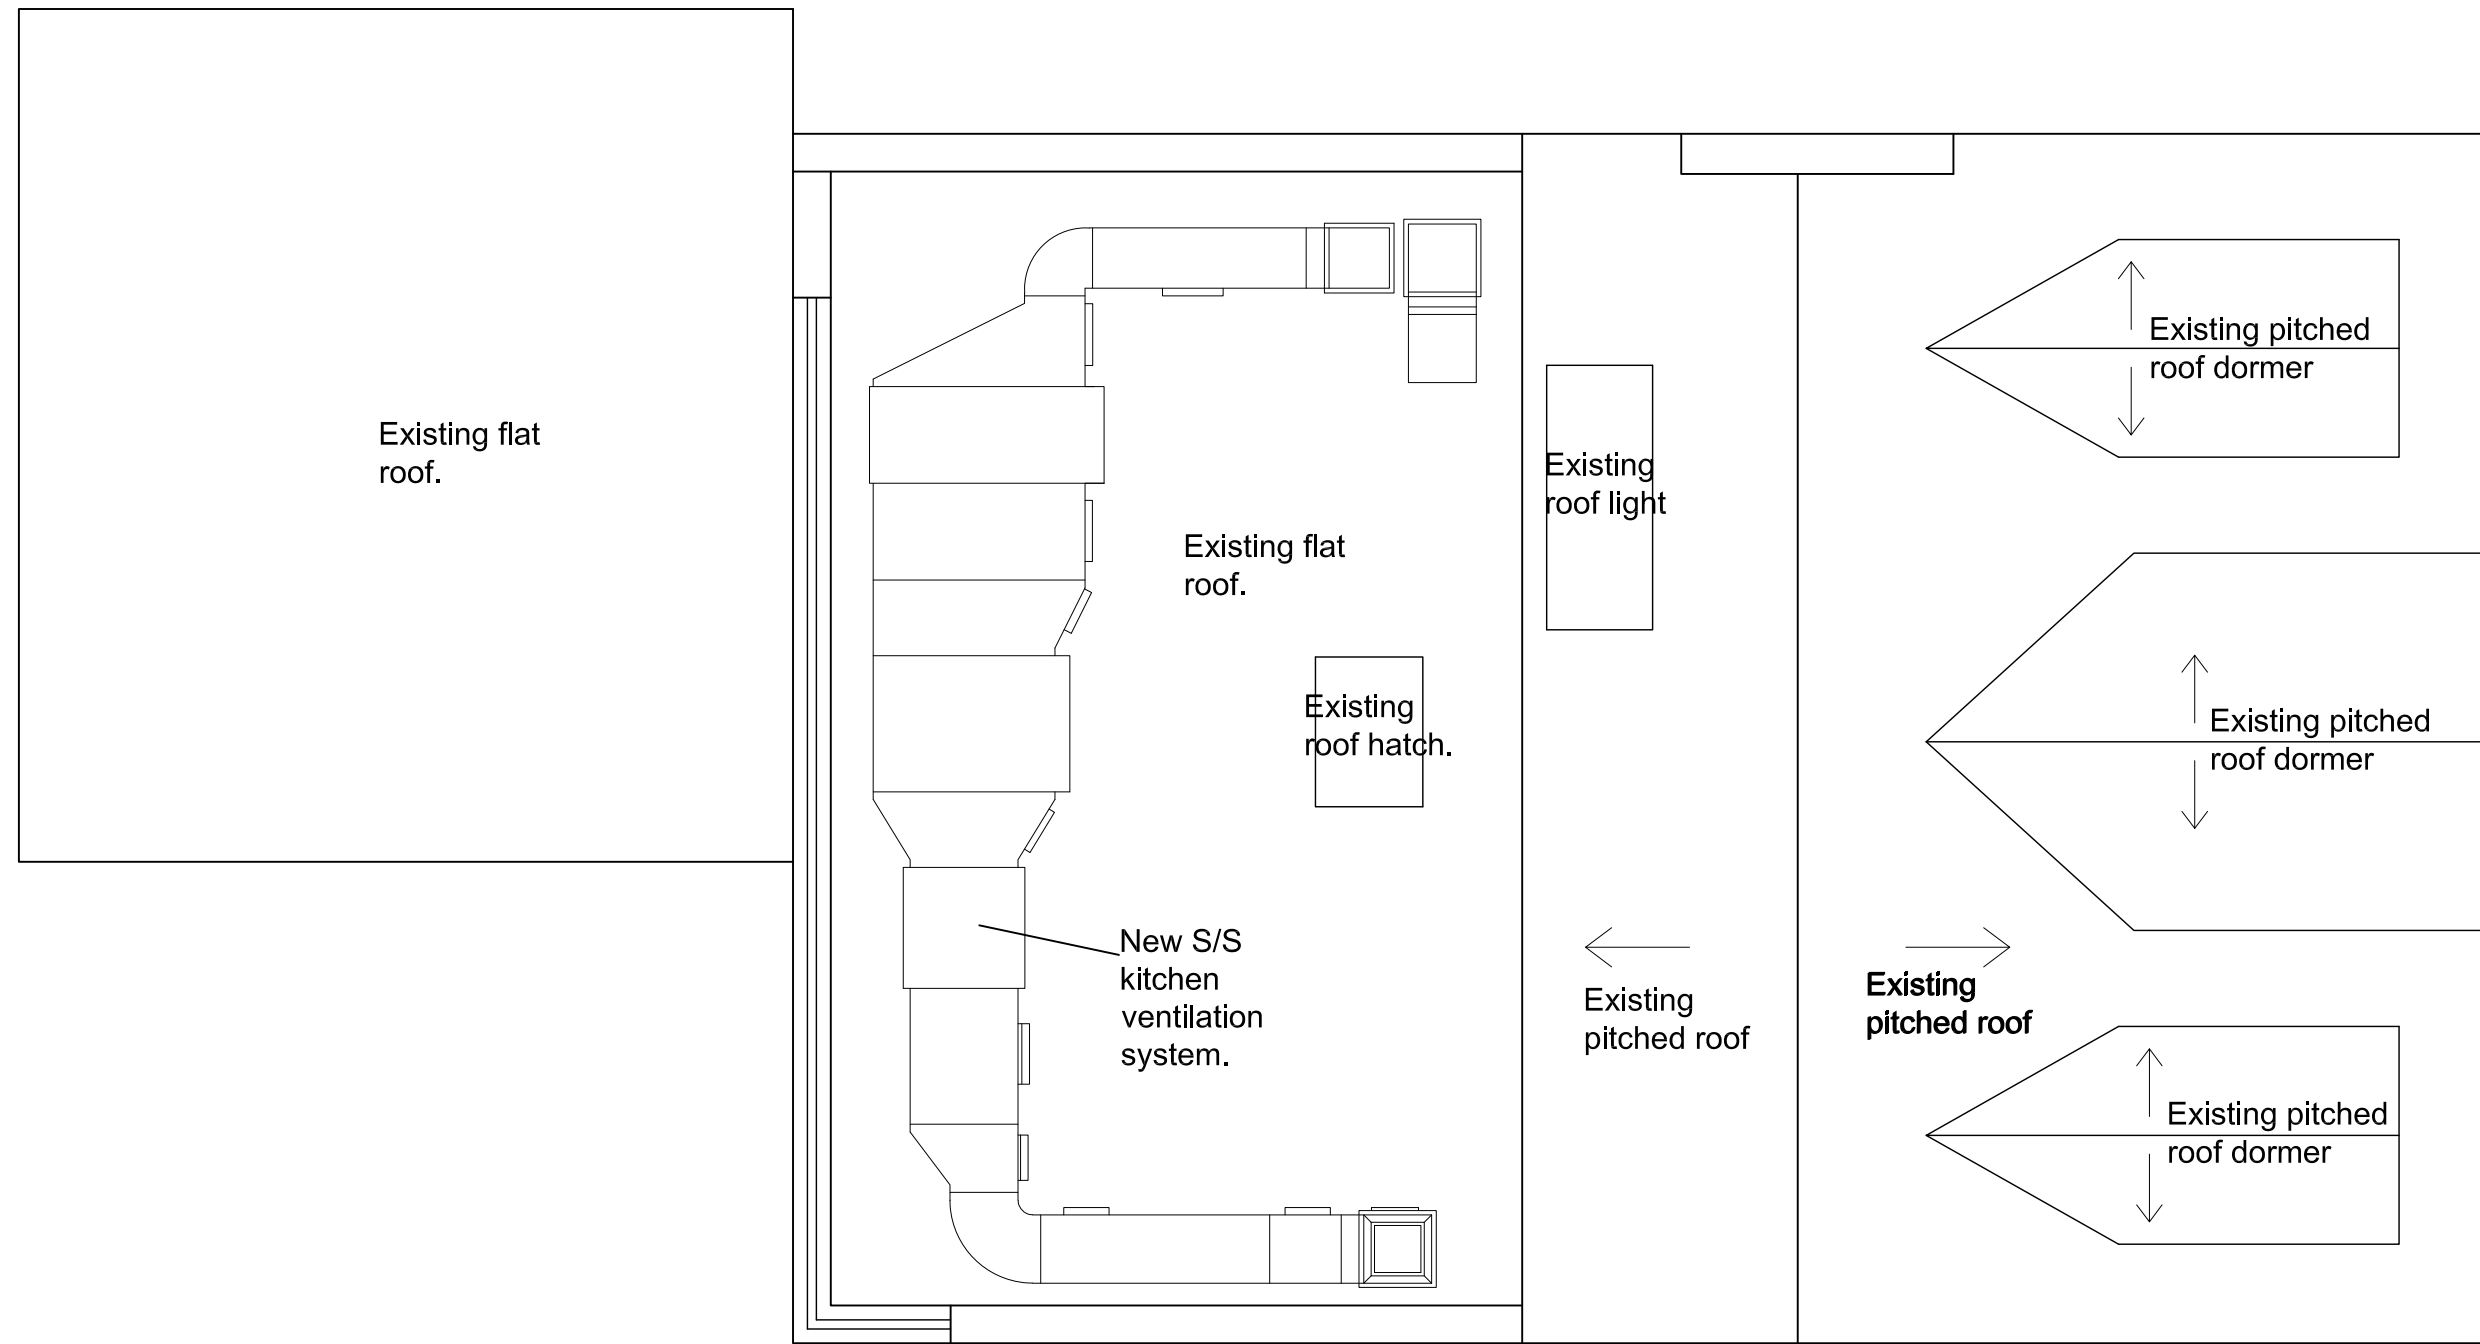 Existing flat
roof.
Existing flat
roof.
New S/S
kitchen
ventilation
system.
Existing
roof hatch.
Existing
roof light
Existing
pitched roof
Existing
pitched roof
Existing pitched
roof dormer
Existing pitched
roof dormer
Existing pitched
roof dormer